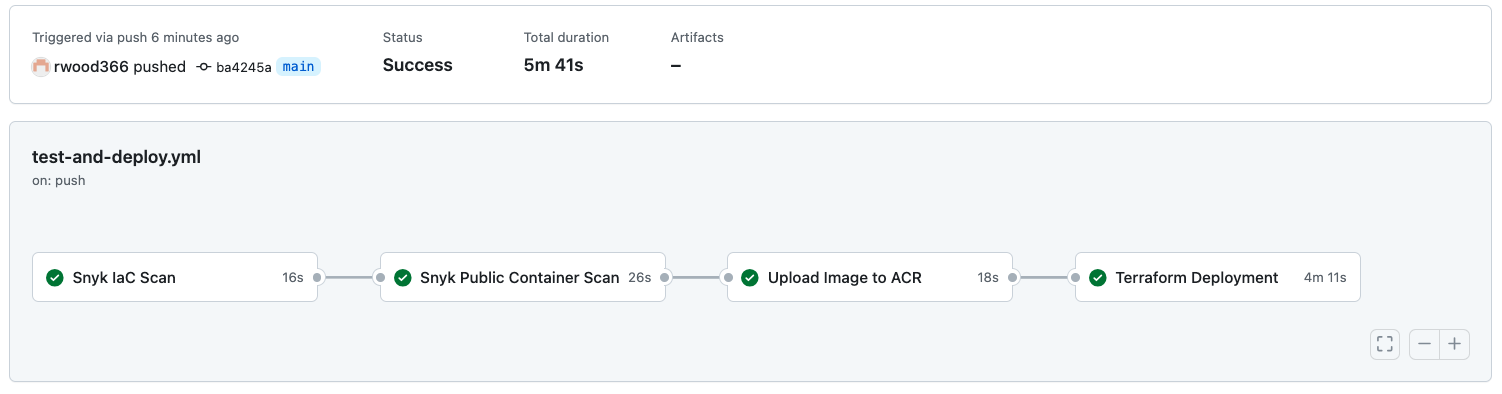 Triggered via push 6 minutes ago
rwood366 pushed ba4245a main
Status
Success
Total duration
5m 41s
Artifacts
–
test-and-deploy.yml
on: push
Snyk IaC Scan 16s
Snyk Public Container Scan 26s
Upload Image to ACR 18s
Terraform Deployment 4m 11s